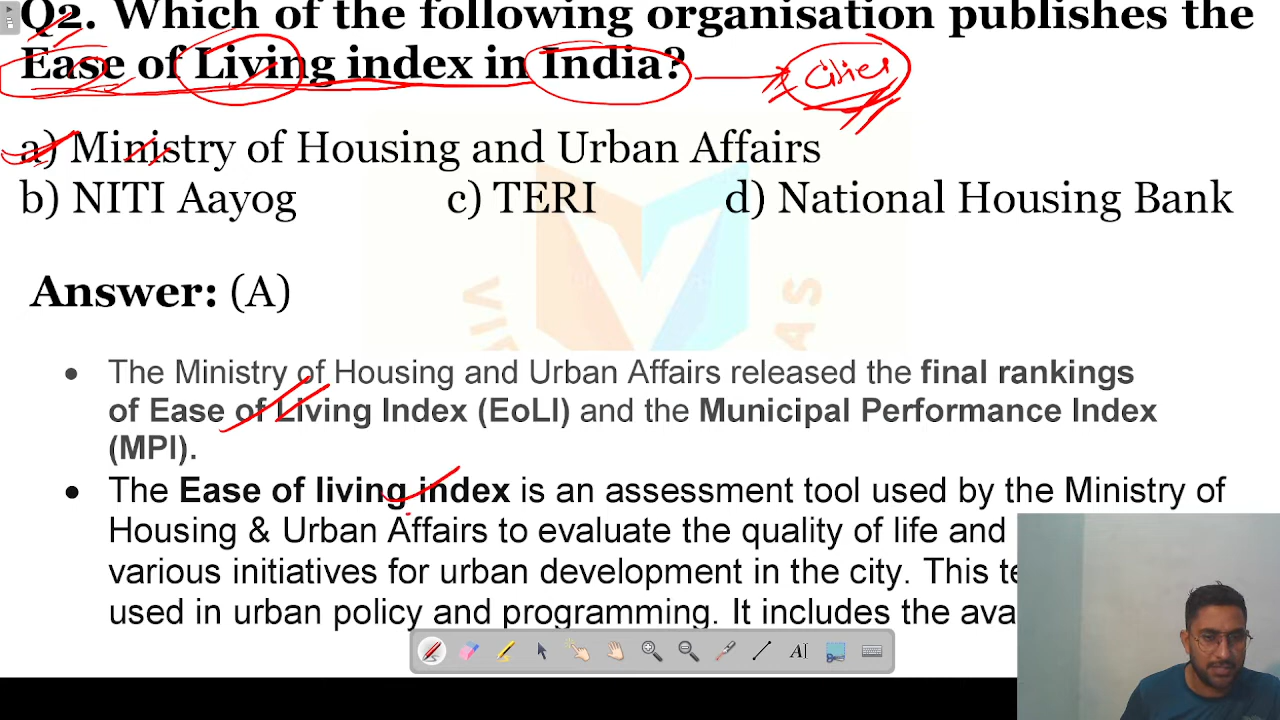 Q2. Which of the following organisation publishes the
Ease of Living index in India? cities
a) Ministry of Housing and Urban Affairs
b) NITI Aayog c) TERI d) National Housing Bank
Answer: (A)
• The Ministry of Housing and Urban Affairs released the final rankings
of Ease of Living Index (EoLI) and the Municipal Performance Index
(MPI).
• The Ease of living index is an assessment tool used by the Ministry of
Housing & Urban Affairs to evaluate the quality of life and
various initiatives for urban development in the city. This
used in urban policy and programming. It includes the